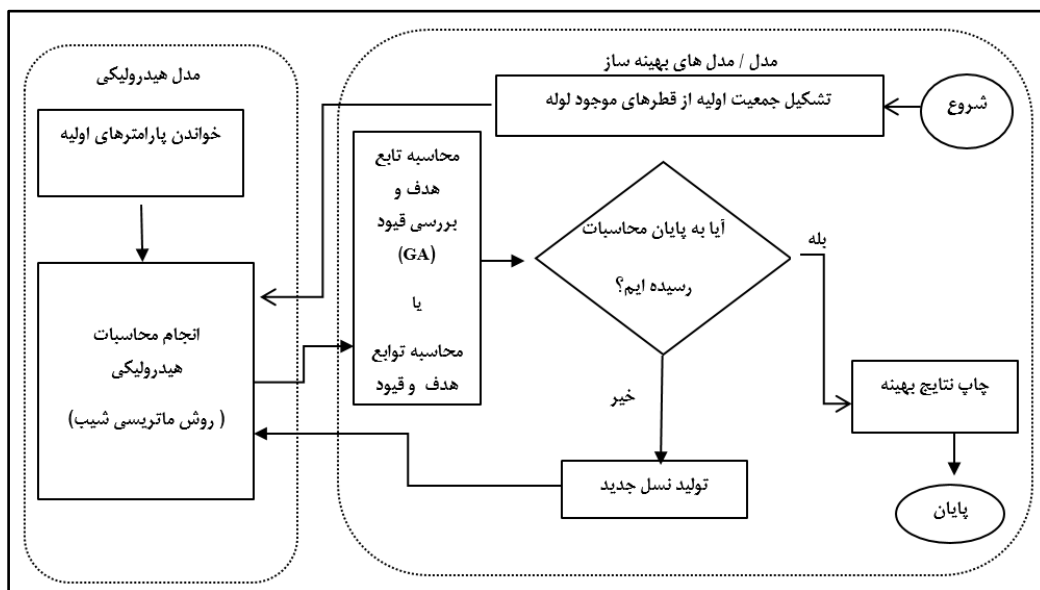 مدل / مدل های بهینه ساز
شروع
تشکیل جمعیت اولیه از قطرهای موجود لوله
مدل هیدرولیکی
خواندن پارامترهای اولیه
انجام محاسبات
هیدرولیکی
( روش ماتریسی شیب)
محاسبه تابع
هدف و
بررسی قیود
(GA)
یا
محاسبه توابع
هدف و قیود
آیا به پایان محاسبات
رسیده ایم؟
بله
خیر
تولید نسل جدید
چاپ نتایج بهینه
پایان